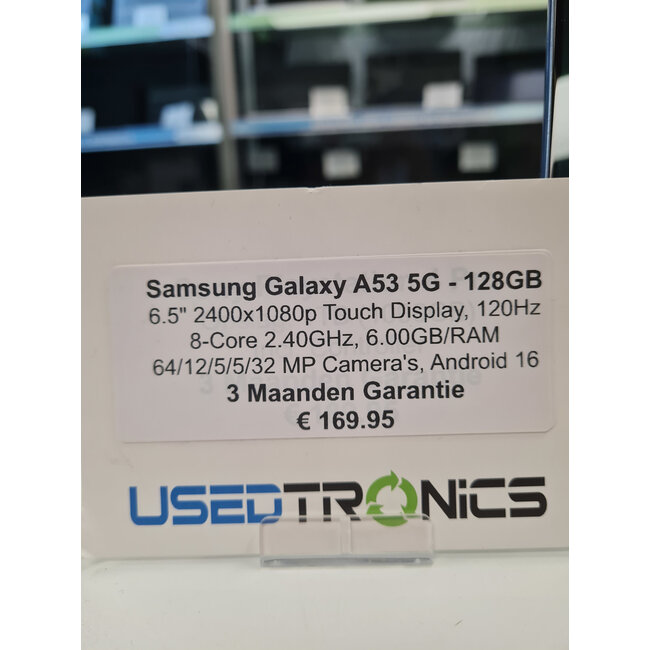 Samsung Galaxy A53 5G - 128GB
6.5" 2400x1080p Touch Display, 120Hz
8-Core 2.40GHz, 6.00GB/RAM
64/12/5/5/32 MP Camera's, Android 16
3 Maanden Garantie
€ 169.95
USEDTRONiCS